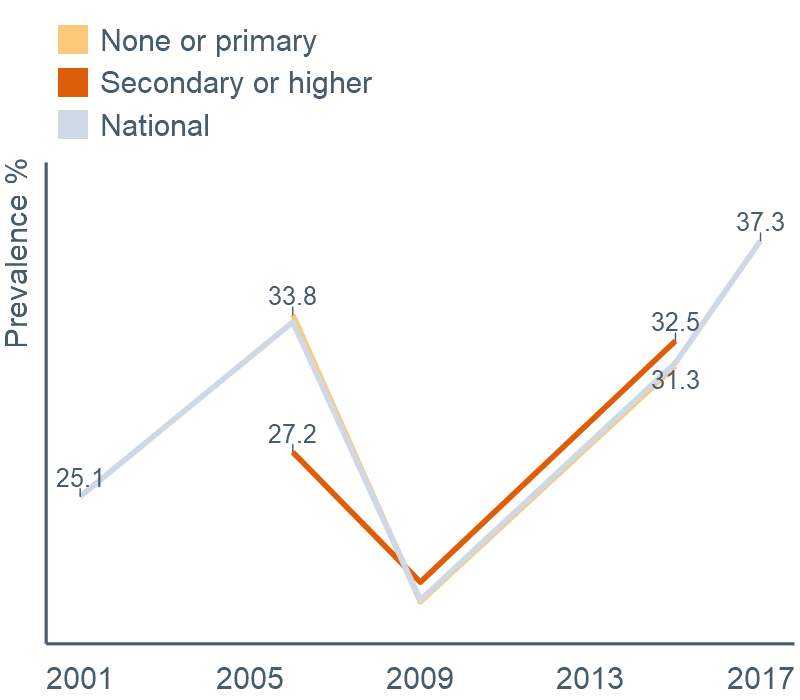 None or primary
Secondary or higher
National
Prevalence %
37.3
33.8
32.5
31.3
27.2
25.1
2001 2005 2009 2013 2017